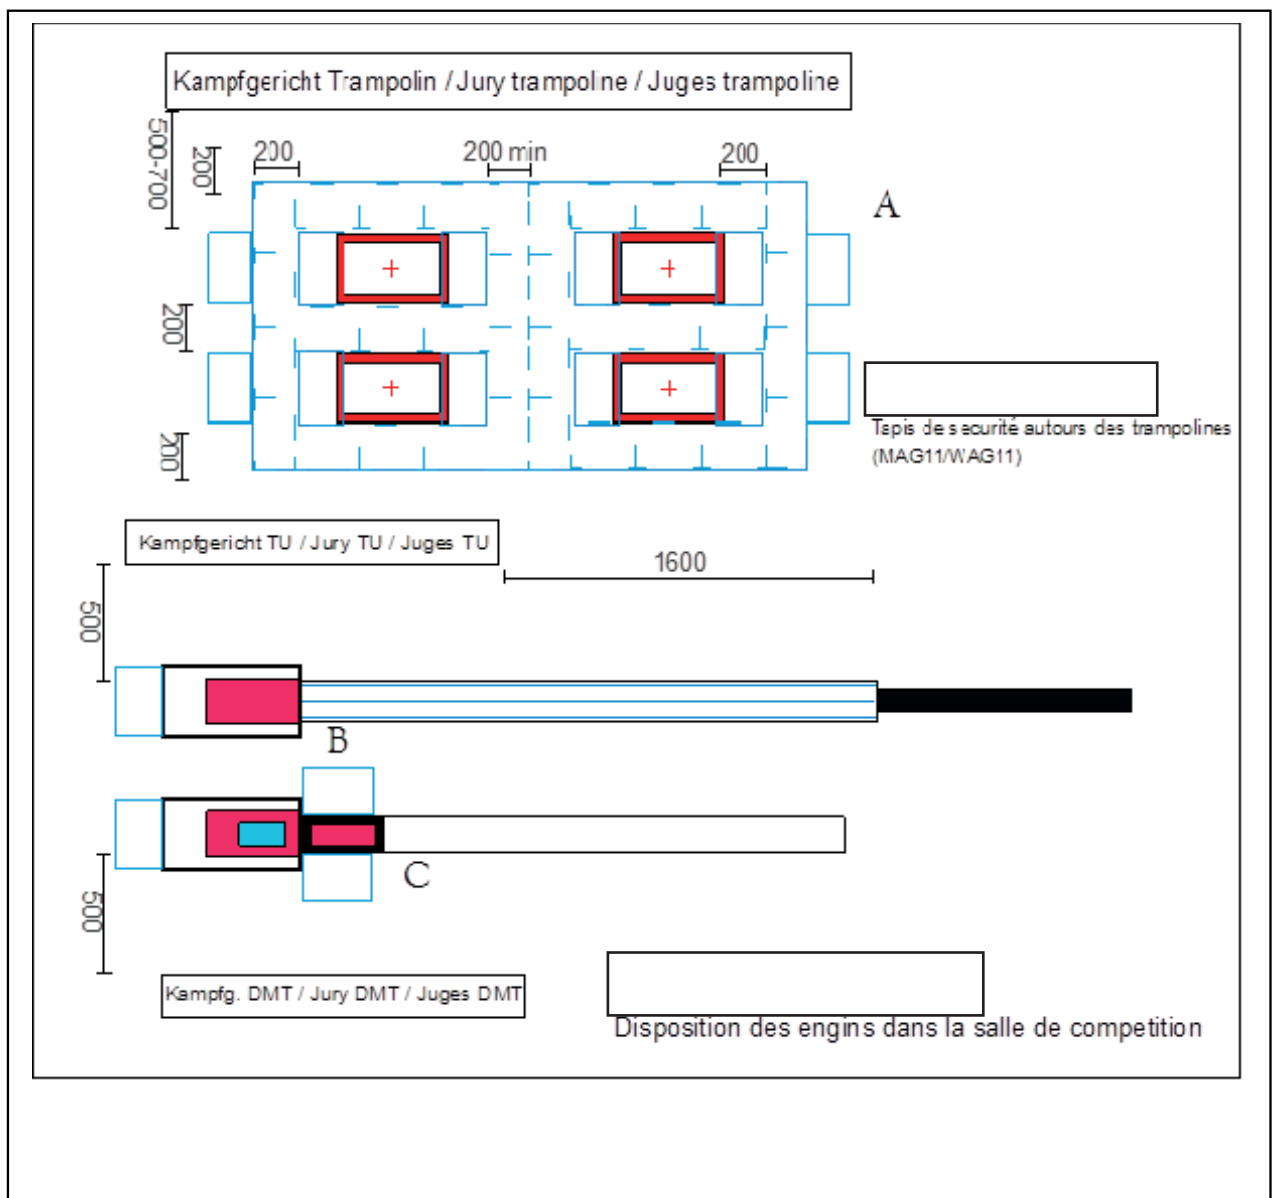 Kampfgericht Trampolin / Jury trampoline / Juges trampoline
500-700
200
200
200 min
200
A
200
Tapis de securité autours des trampolines
(MAG11/WAG11)
200
Kampfgericht TU / Jury TU / Juges TU
1600
500
B
C
500
Kampfg. DMT / Jury DMT / Juges DMT
Disposition des engins dans la salle de competition